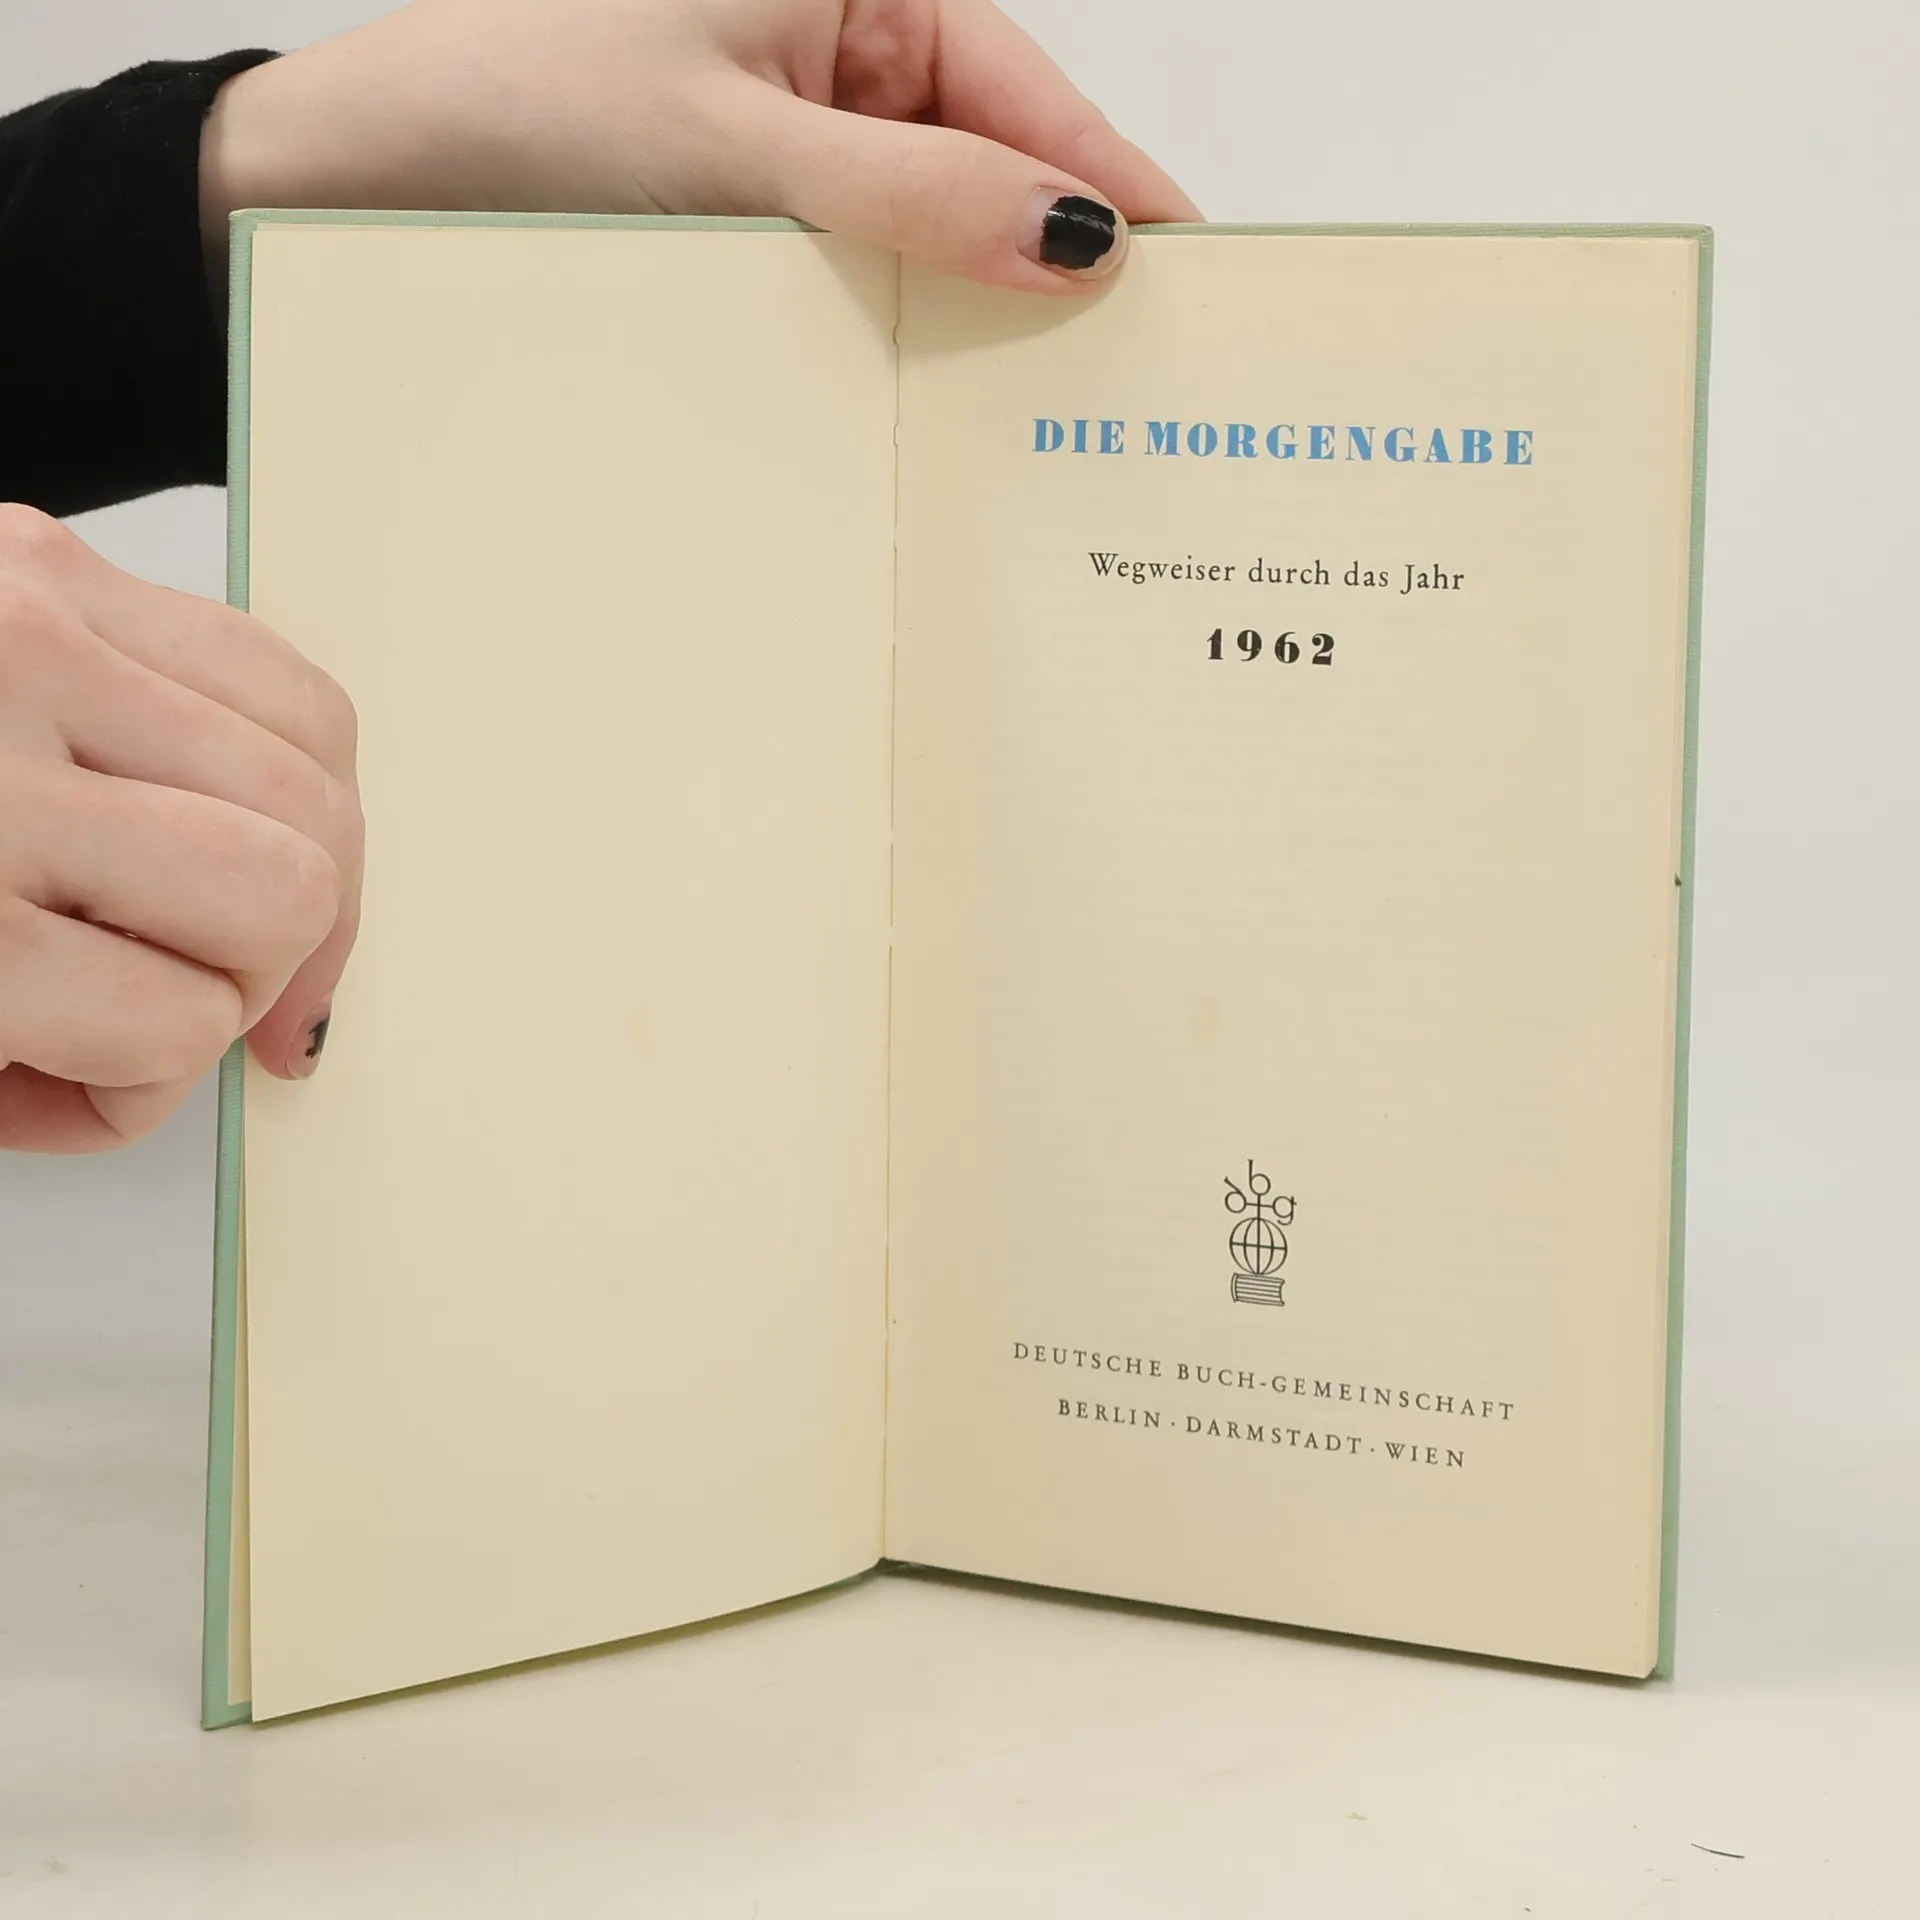 DIE MORGENGABE
Wegweiser durch das Jahr
1962
dbg
DEUTSCHE BUCH-GEMEINSCHAFT
BERLIN · DARMSTADT · WIEN